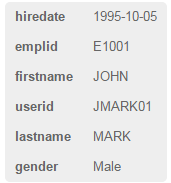 hiredate 1995-10-05
emplid E1001
firstname JOHN
userid JMARK01
lastname MARK
gender Male